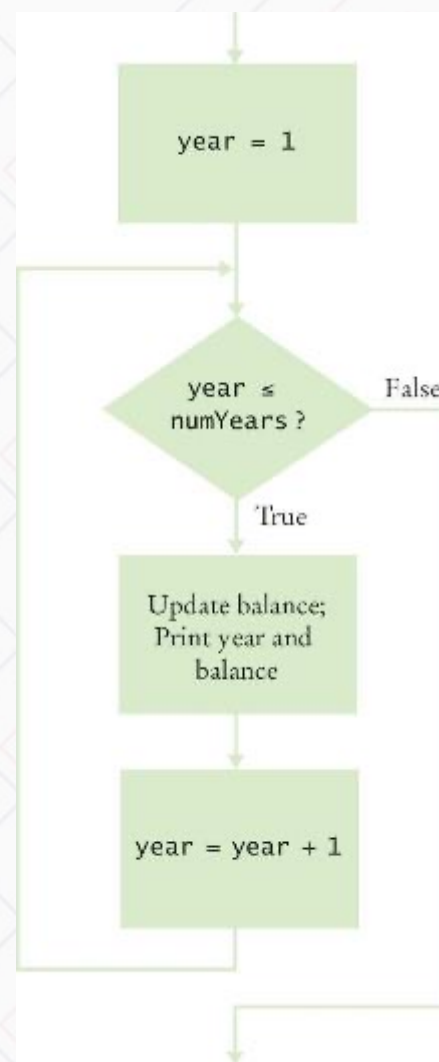 year = 1
year ≤
numYears ?
False
True
Update balance;
Print year and
balance
year = year + 1